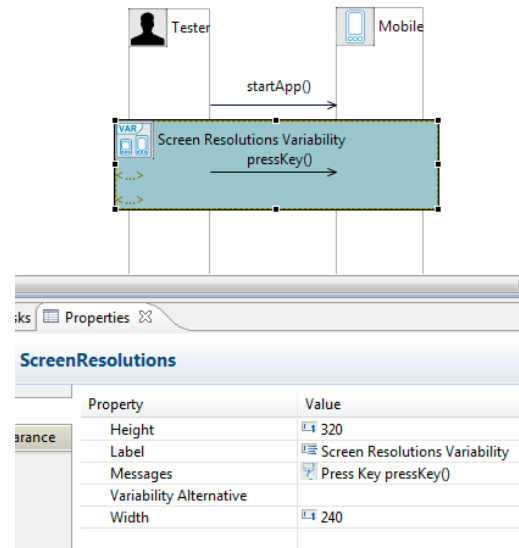 Tester
Mobile
startApp()
VAR
Screen Resolutions Variability
pressKey()
<...>
<...>
sks Properties
ScreenResolutions
Property Value
arance
Height 320
Label Screen Resolutions Variability
Messages Press Key pressKey()
Variability Alternative
Width 240